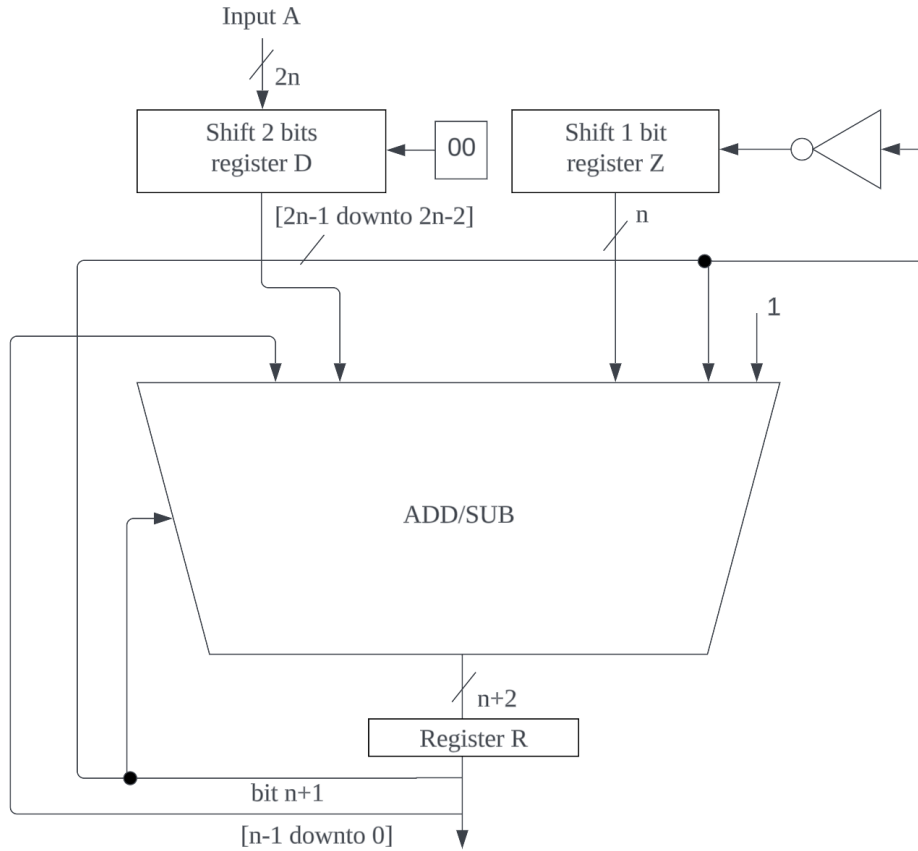 Input A
2n
Shift 2 bits
register D
00
Shift 1 bit
register Z
[2n-1 downto 2n-2]
n
1
ADD/SUB
n+2
Register R
bit n+1
[n-1 downto 0]